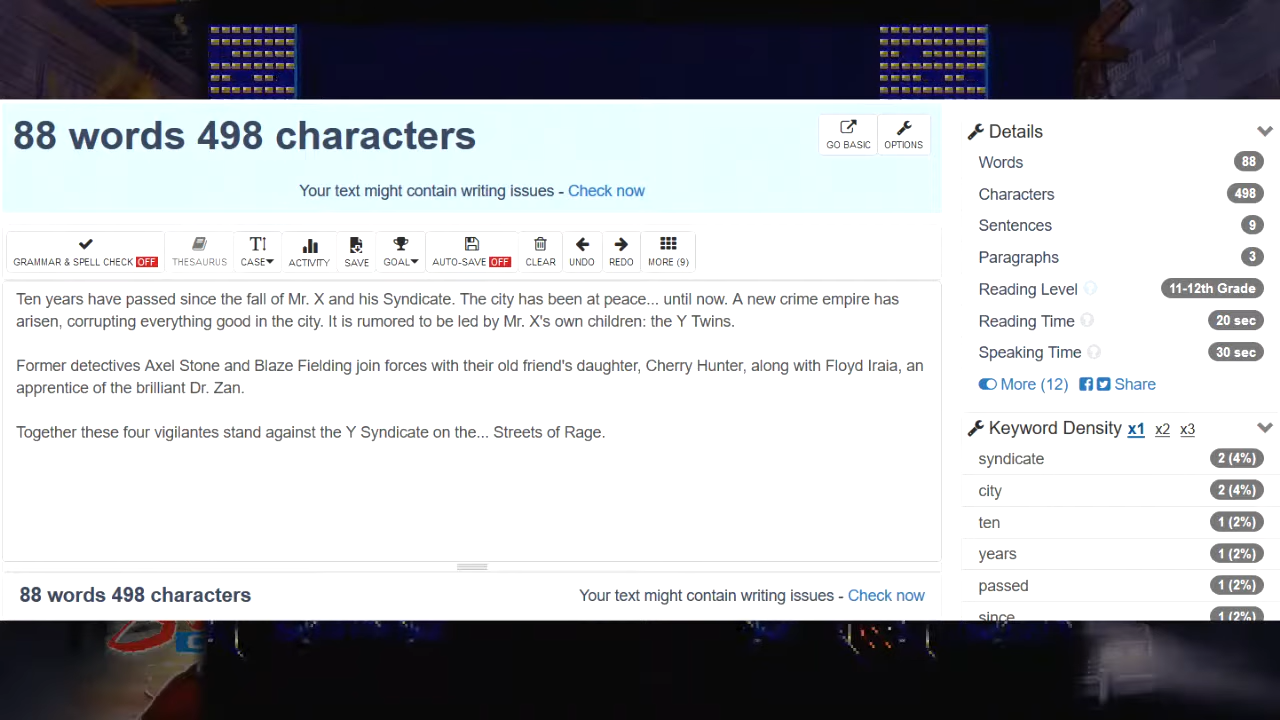 88 words 498 characters
GO BASIC
OPTIONS
Your text might contain writing issues - Check now
GRAMMAR & SPELL CHECK OFF
THESAURUS
CASE
ACTIVITY
SAVE
GOAL
AUTO-SAVE OFF
CLEAR
UNDO
REDO
MORE (9)
Ten years have passed since the fall of Mr. X and his Syndicate. The city has been at peace... until now. A new crime empire has
arisen, corrupting everything good in the city. It is rumored to be led by Mr. X's own children: the Y Twins.
Former detectives Axel Stone and Blaze Fielding join forces with their old friend's daughter, Cherry Hunter, along with Floyd Iraia, an
apprentice of the brilliant Dr. Zan.
Together these four vigilantes stand against the Y Syndicate on the... Streets of Rage.
88 words 498 characters
Your text might contain writing issues - Check now
Details
Words 88
Characters 498
Sentences 9
Paragraphs 3
Reading Level 11-12th Grade
Reading Time 20 sec
Speaking Time 30 sec
More (12) Share
Keyword Density x1 x2 x3
syndicate 2 (4%)
city 2 (4%)
ten 1 (2%)
years 1 (2%)
passed 1 (2%)
since 1 (2%)